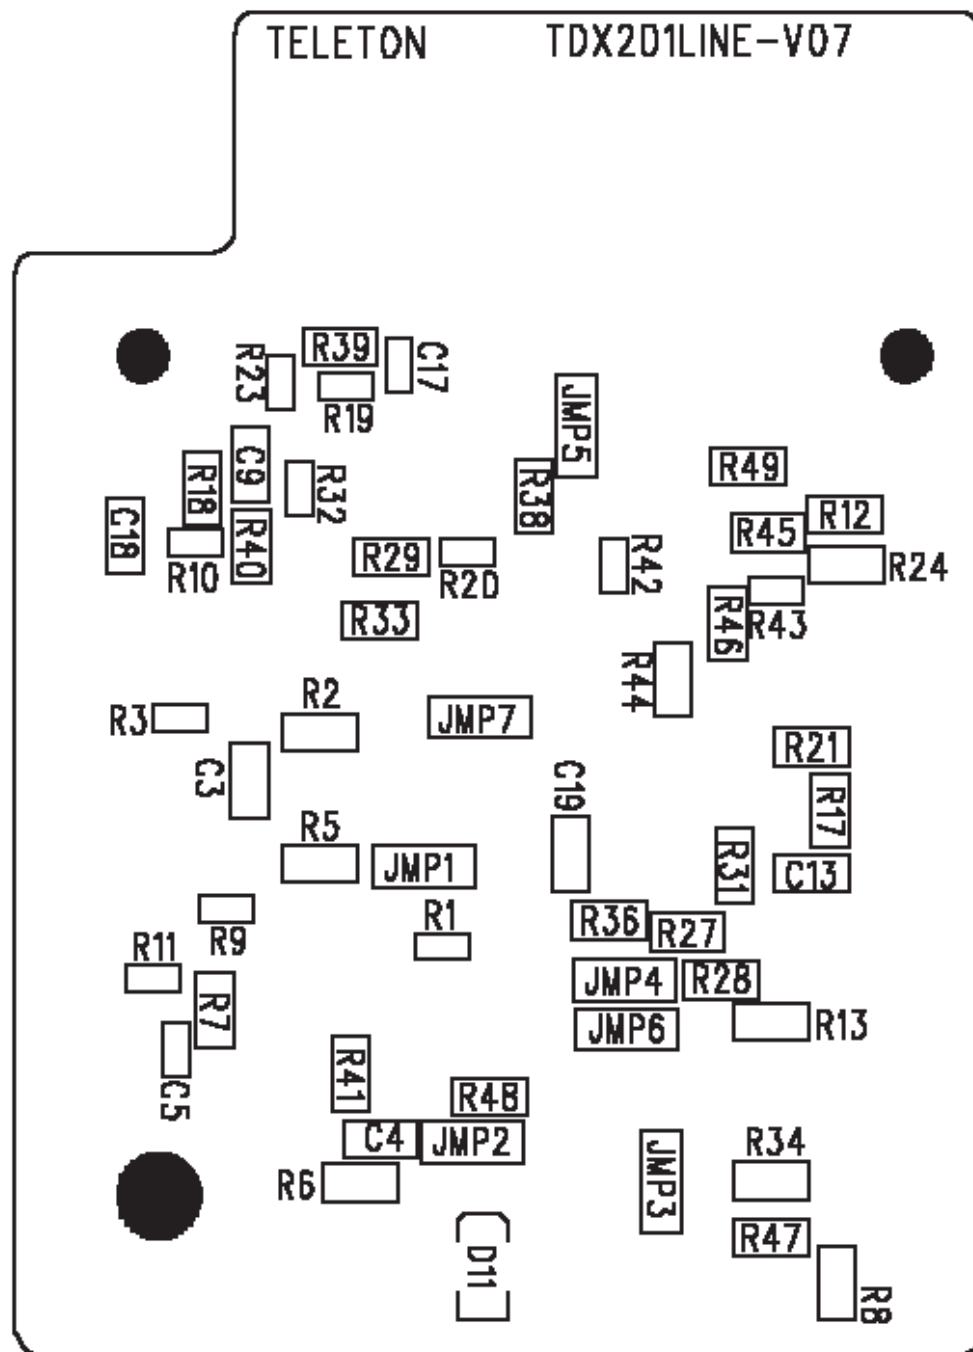 TELETON TDX201LINE-V07
R39
C17
R23
R19
JMP5
R49
C9
R18
R32
R38
C18
R12
R40
R45
R29
R20
R42
R24
R10
R33
R46
R43
R44
R3
R2
JMP7
R21
C3
C19
R17
R5
JMP1
R31
C13
R9
R1
R36
R27
R11
R7
JMP4
R28
JMP6
R13
C5
R41
R48
C4
JMP2
JMP3
R34
R6
R47
D11
R8